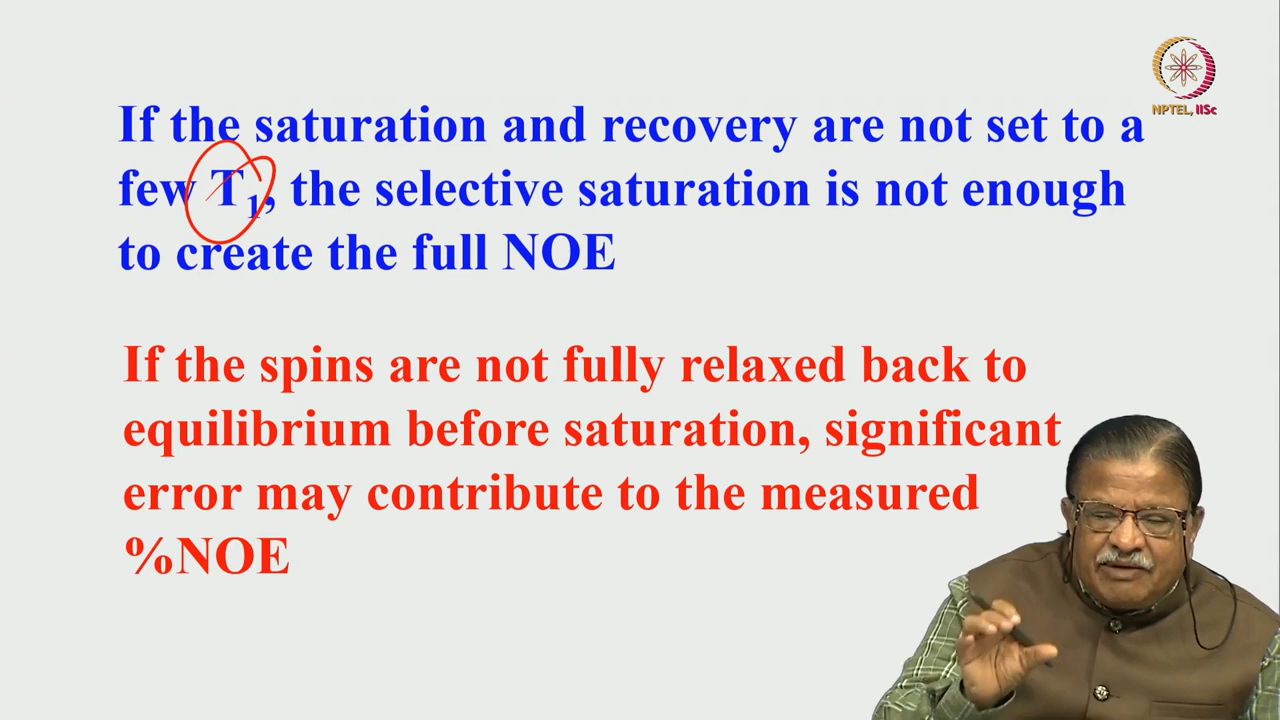 NPTEL, IISc
If the saturation and recovery are not set to a
few T₁, the selective saturation is not enough
to create the full NOE
If the spins are not fully relaxed back to
equilibrium before saturation, significant
error may contribute to the measured
%NOE